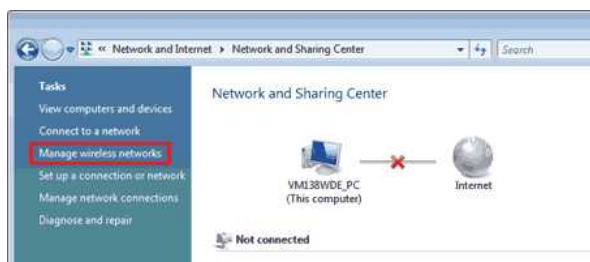 « Network and Internet ▸ Network and Sharing Center
Search
Tasks
View computers and devices
Connect to a network
Manage wireless networks
Set up a connection or network
Manage network connections
Diagnose and repair
Network and Sharing Center
VM138WDE_PC
(This computer)
Internet
Not connected